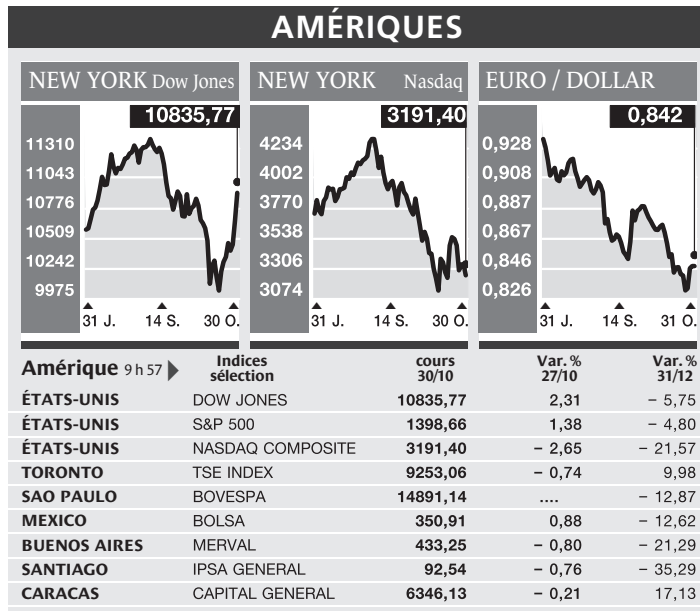 AMÉRIQUES
NEW YORK Dow Jones
10835,77
11310
11043
10776
10509
10242
9975
31 J. 14 S. 30 O.
NEW YORK Nasdaq
3191,40
4234
4002
3770
3538
3306
3074
31 J. 14 S. 30 O.
EURO / DOLLAR
0,842
0,928
0,908
0,887
0,867
0,846
0,826
31 J. 14 S. 31 O.
Amérique 9 h 57 Indices sélection cours 30/10 Var. % 27/10 Var. % 31/12
ÉTATS-UNIS DOW JONES 10835,77 2,31 – 5,75
ÉTATS-UNIS S&P 500 1398,66 1,38 – 4,80
ÉTATS-UNIS NASDAQ COMPOSITE 3191,40 – 2,65 – 21,57
TORONTO TSE INDEX 9253,06 – 0,74 9,98
SAO PAULO BOVESPA 14891,14 .... – 12,87
MEXICO BOLSA 350,91 0,88 – 12,62
BUENOS AIRES MERVAL 433,25 – 0,80 – 21,29
SANTIAGO IPSA GENERAL 92,54 – 0,76 – 35,29
CARACAS CAPITAL GENERAL 6346,13 – 0,21 17,13